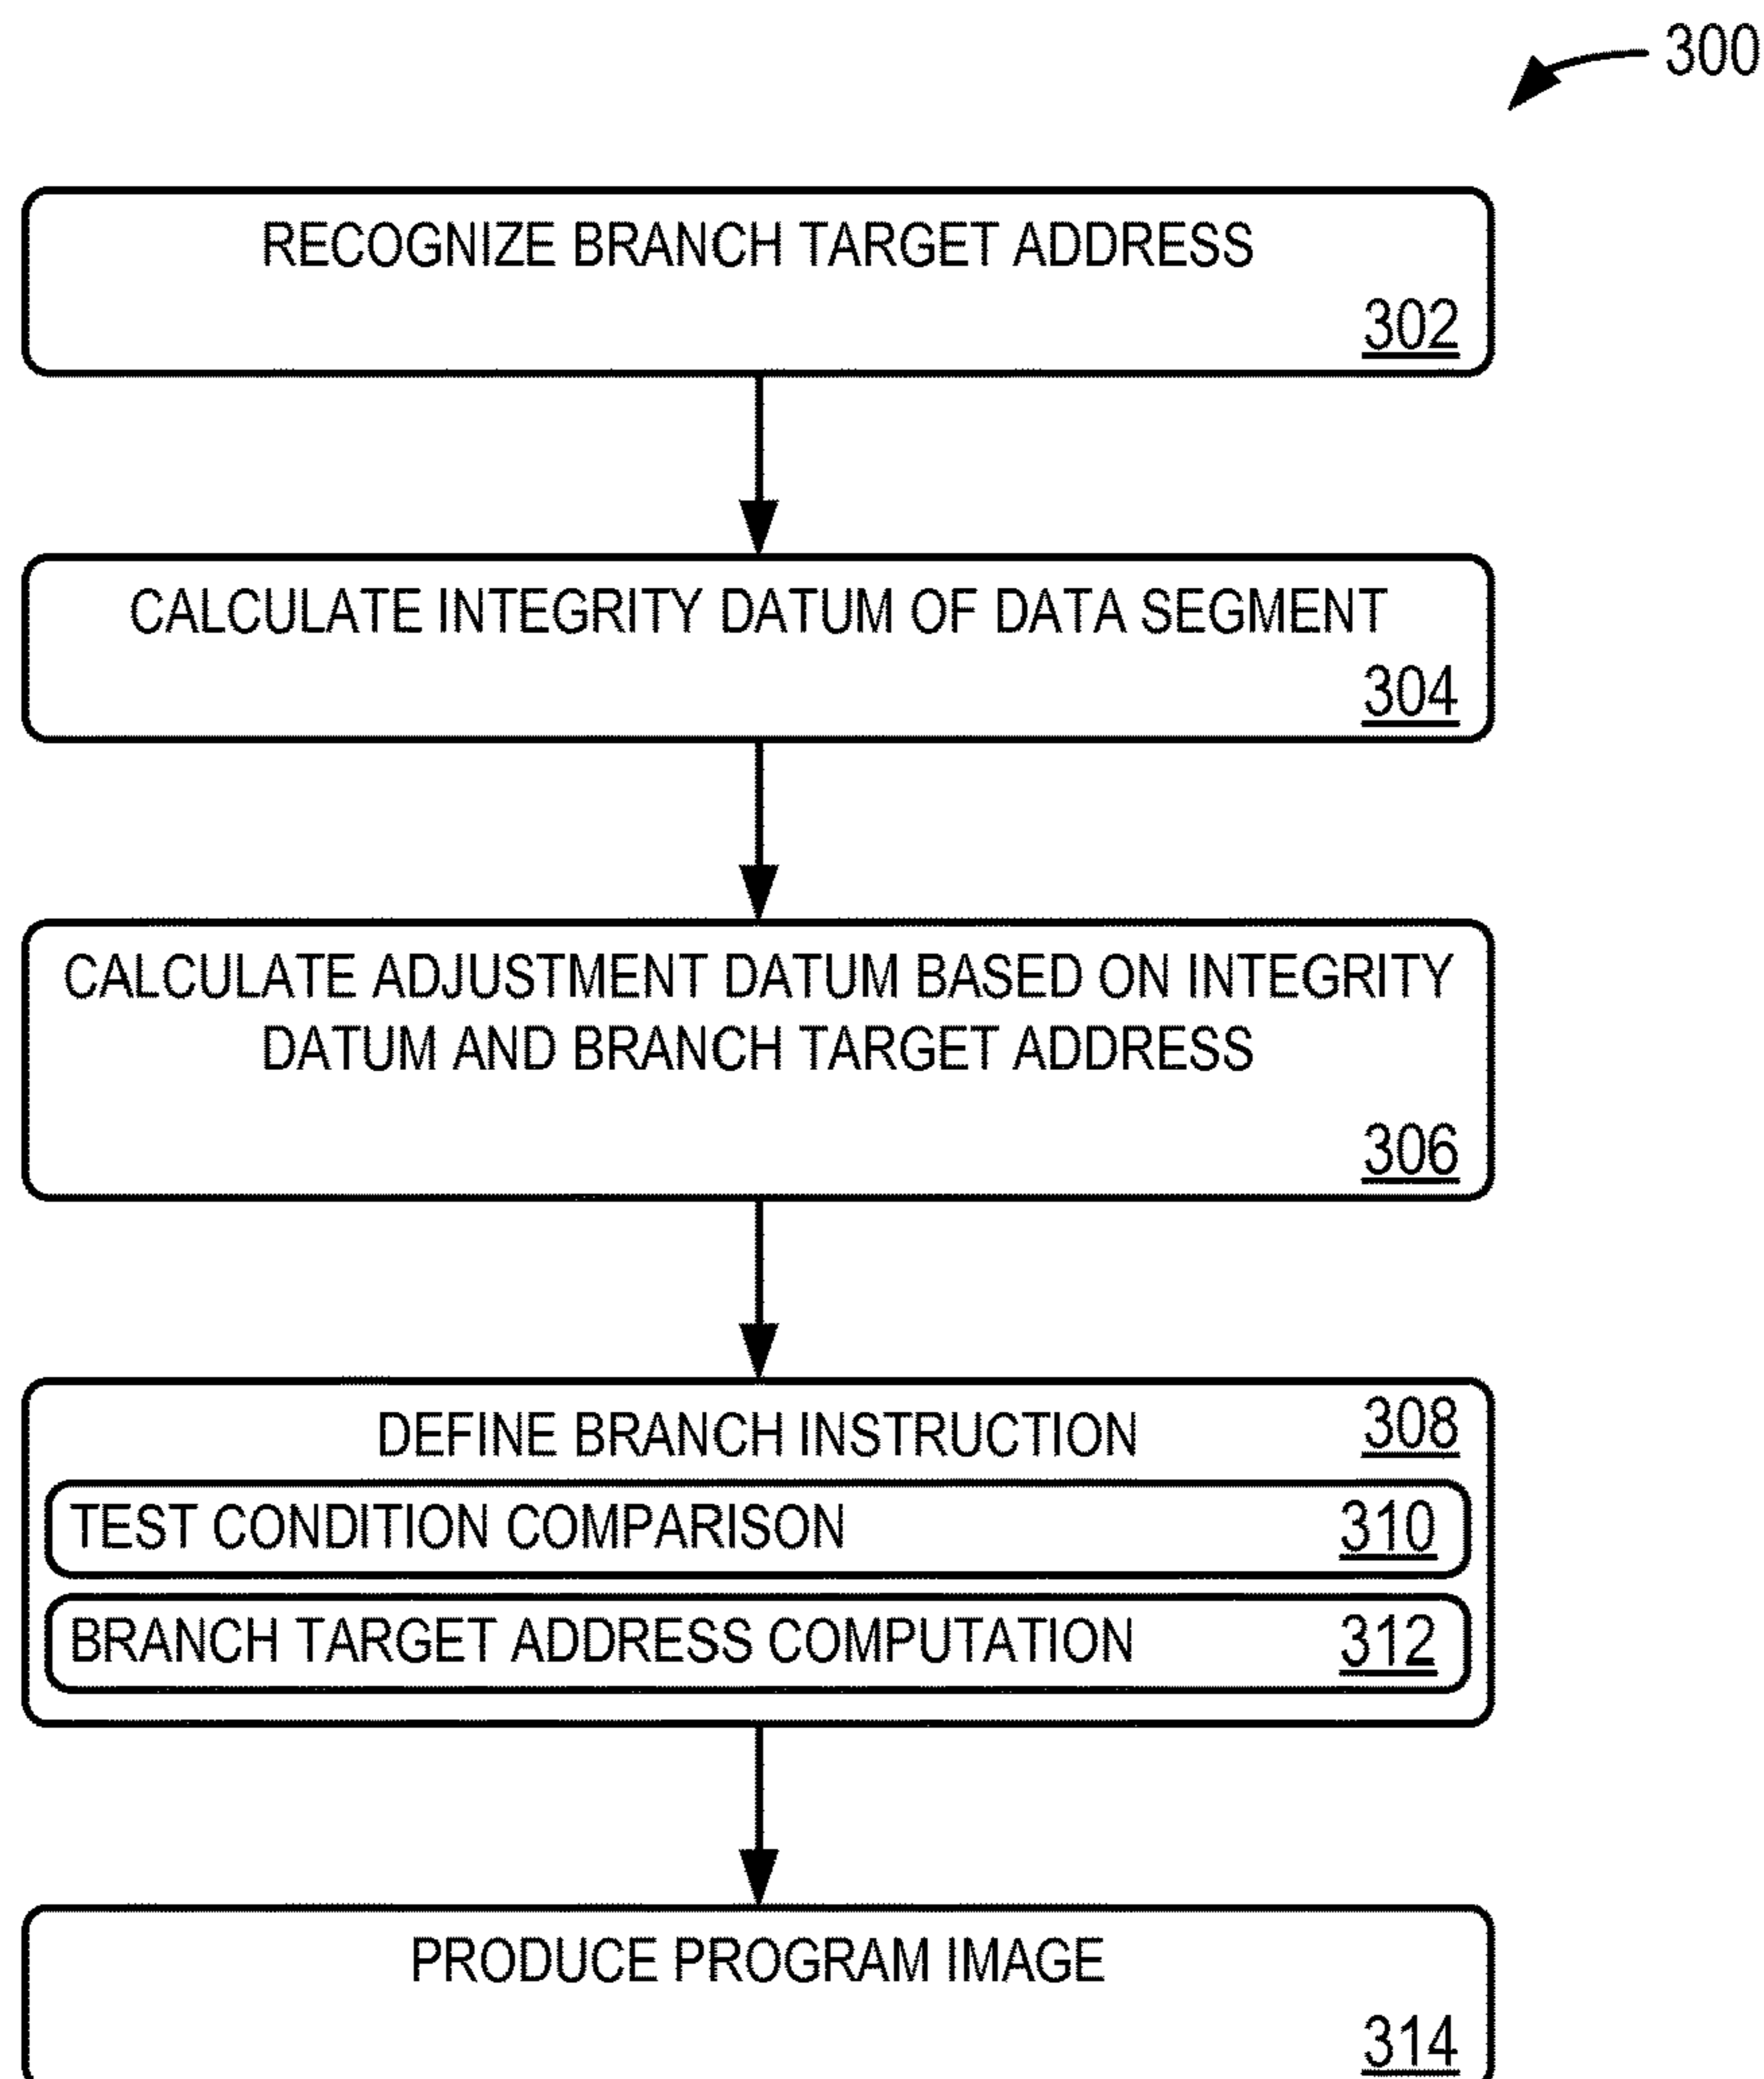 300
RECOGNIZE BRANCH TARGET ADDRESS
302
CALCULATE INTEGRITY DATUM OF DATA SEGMENT
304
CALCULATE ADJUSTMENT DATUM BASED ON INTEGRITY
DATUM AND BRANCH TARGET ADDRESS
306
DEFINE BRANCH INSTRUCTION 308
TEST CONDITION COMPARISON 310
BRANCH TARGET ADDRESS COMPUTATION 312
PRODUCE PROGRAM IMAGE
314